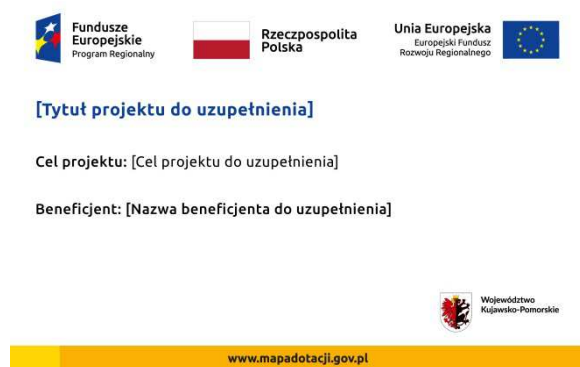 Fundusze
Europejskie
Program Regionalny
Rzeczpospolita
Polska
Unia Europejska
Europejski Fundusz
Rozwoju Regionalnego
[Tytuł projektu do uzupełnienia]
Cel projektu: [Cel projektu do uzupełnienia]
Beneficjent: [Nazwa beneficjenta do uzupełnienia]
Województwo
Kujawsko-Pomorskie
www.mapadotacji.gov.pl